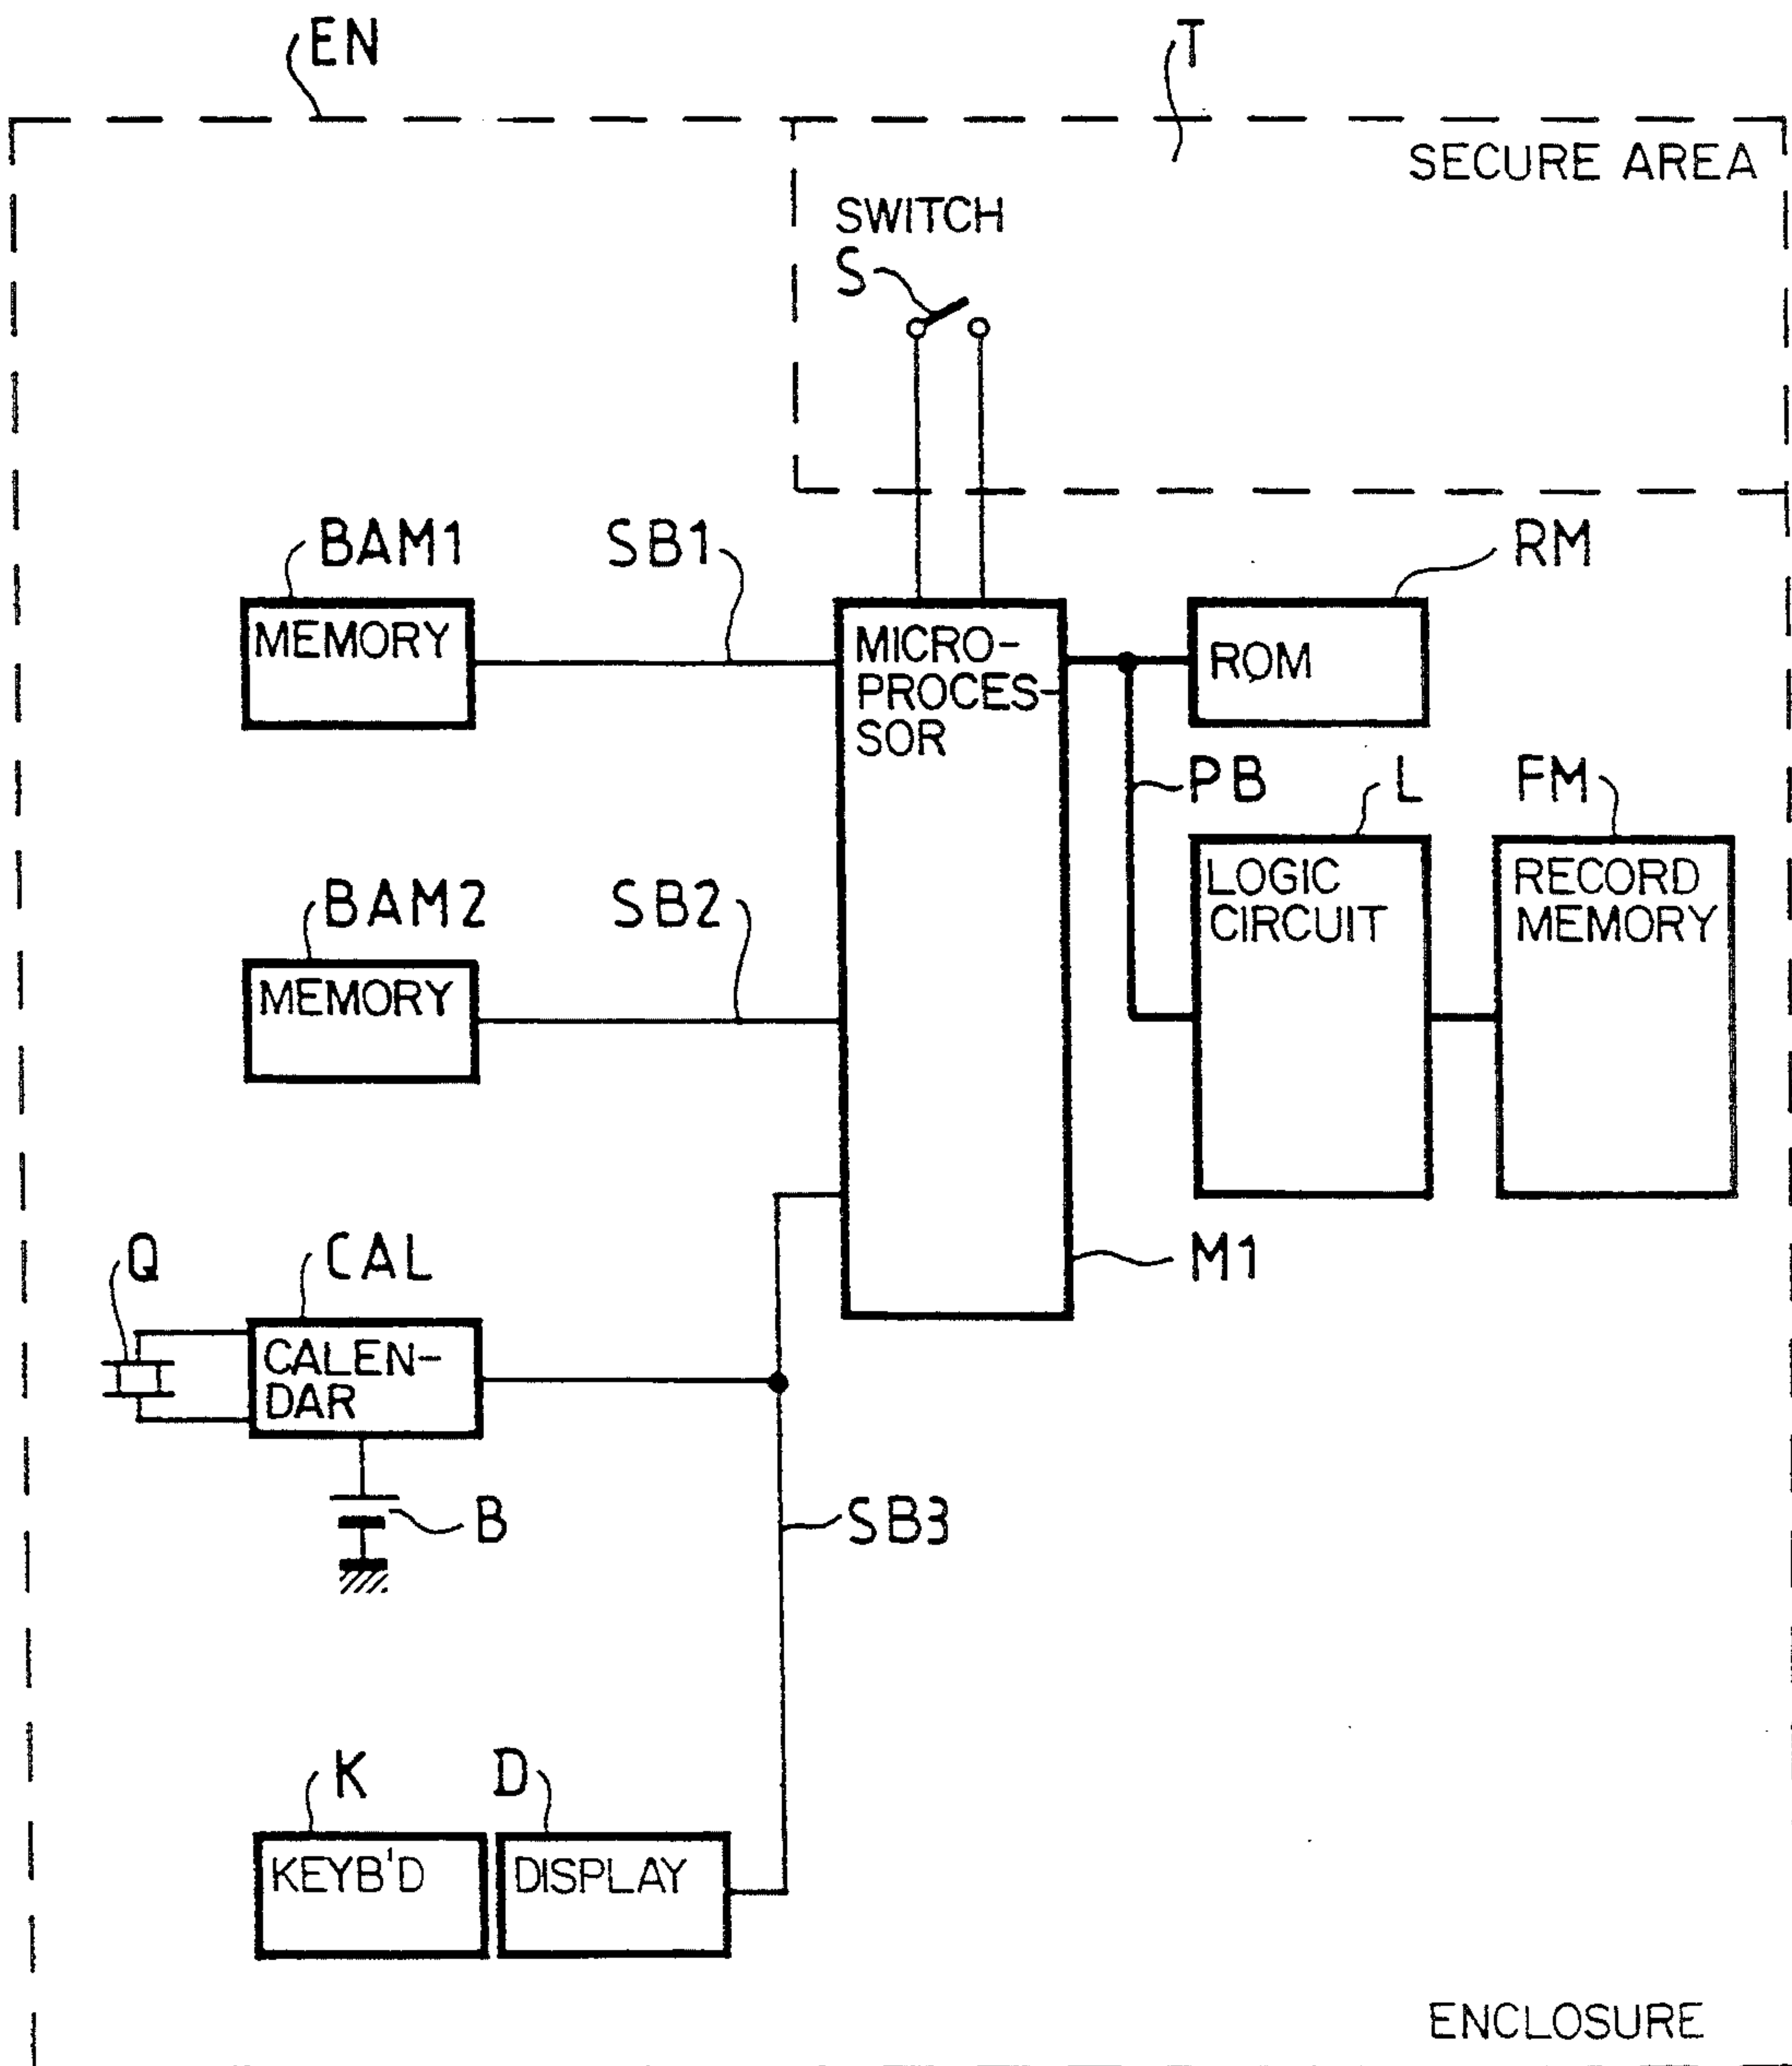 EN
T
SECURE AREA
SWITCH
S
BAM1
SB1
RM
MEMORY
MICRO-
PROCES-
SOR
ROM
PB
L
FM
BAM2
SB2
LOGIC
CIRCUIT
RECORD
MEMORY
MEMORY
Q
CAL
M1
CALEN-
DAR
B
SB3
K
D
KEYB'D
DISPLAY
ENCLOSURE